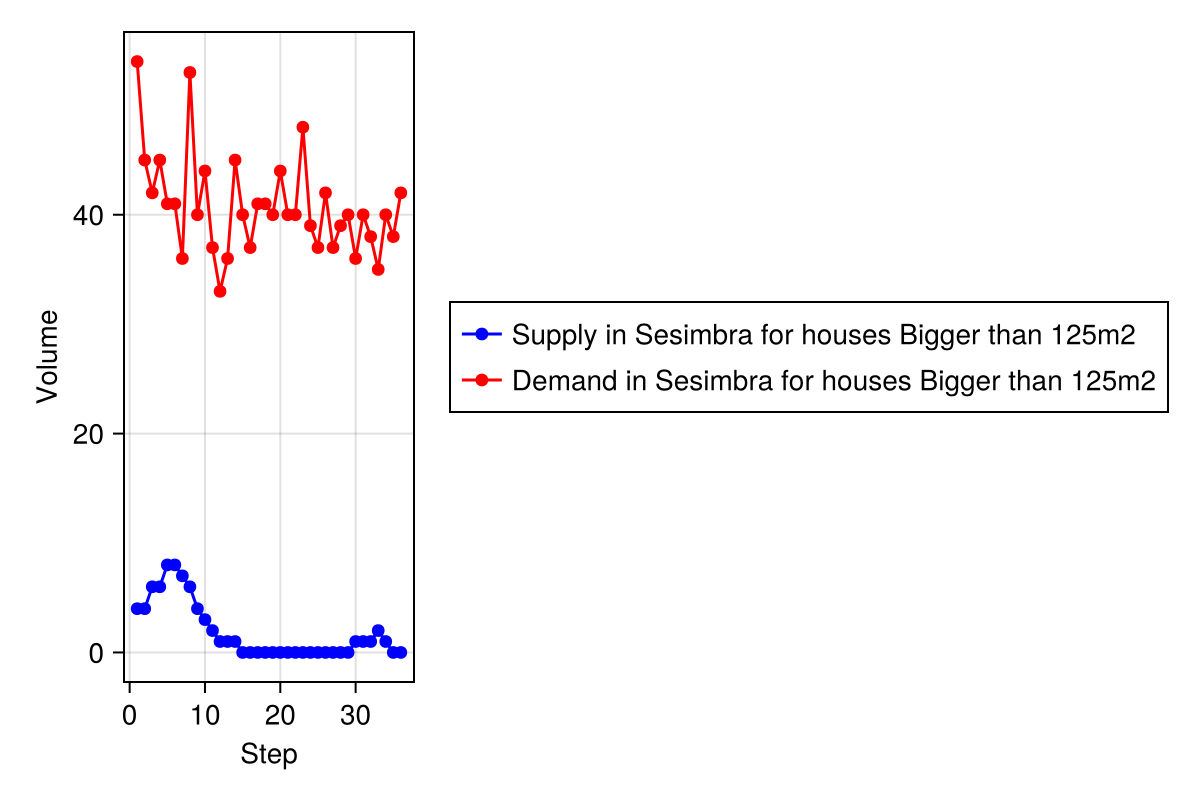 Volume
40
20
0
0 10 20 30
Step
Supply in Sesimbra for houses Bigger than 125m2
Demand in Sesimbra for houses Bigger than 125m2